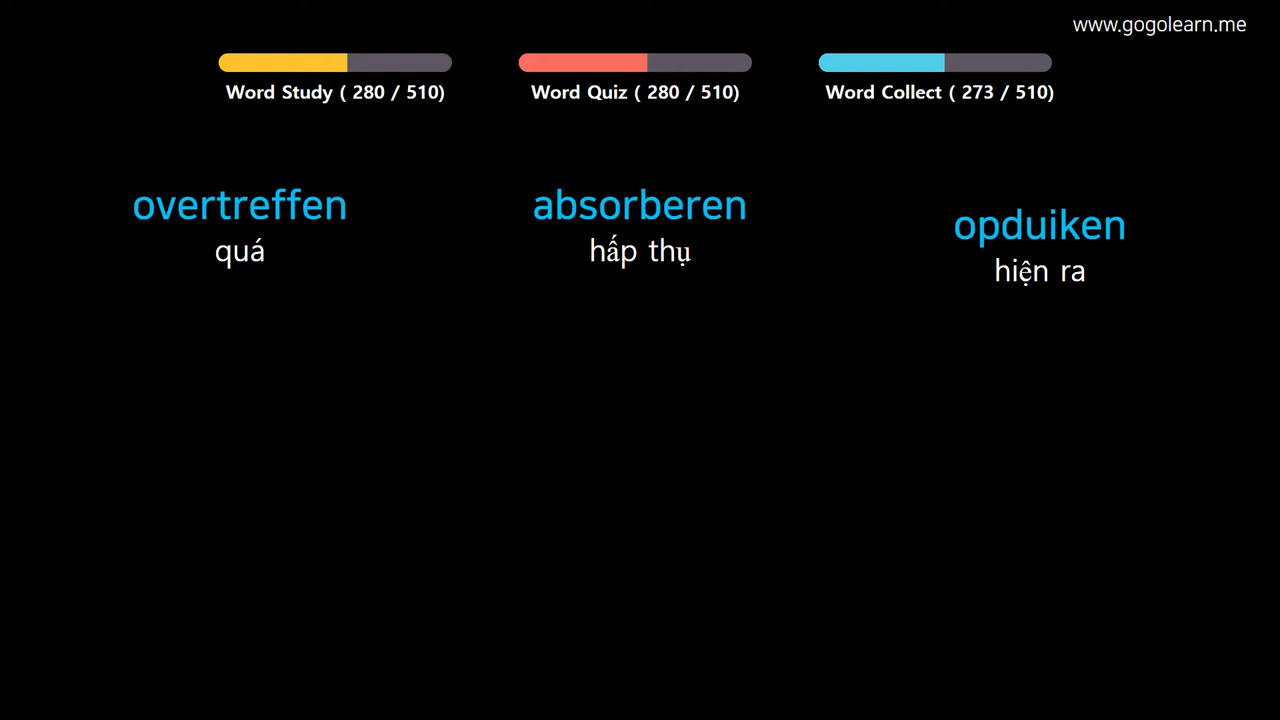 www.gogolearn.me
Word Study ( 280 / 510)
Word Quiz ( 280 / 510)
Word Collect ( 273 / 510)
overtreffen
quá
absorberen
hấp thụ
opduiken
hiện ra